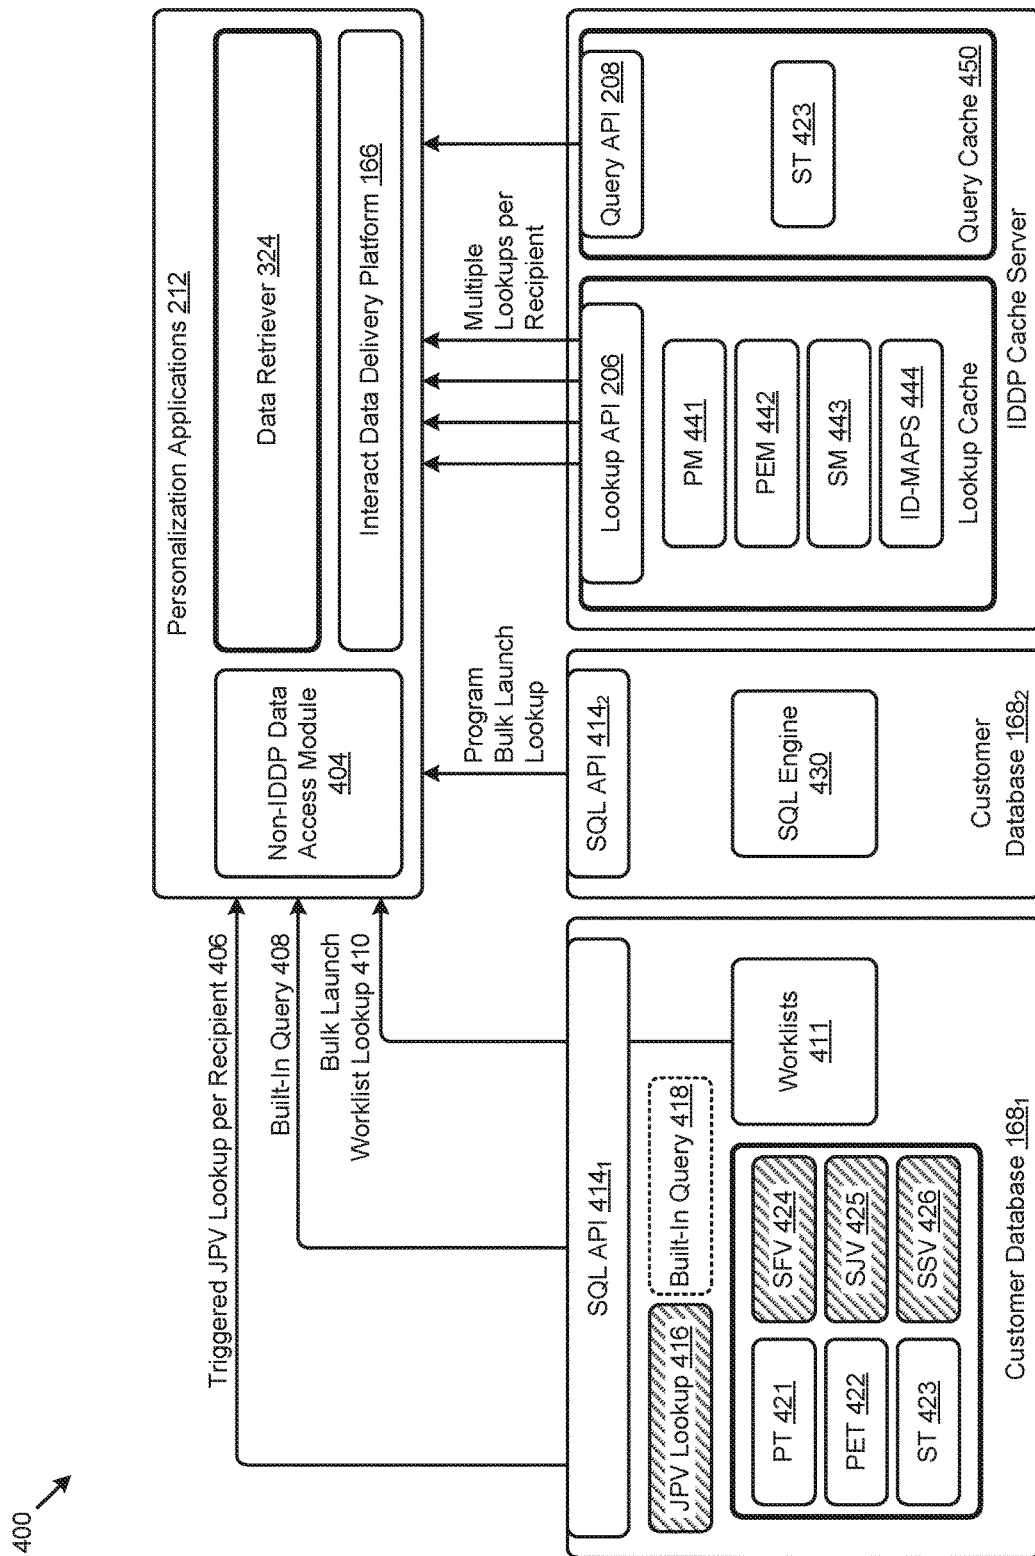 400
Personalization Applications 212
Non-IDDP Data
Access Module
404
Data Retriever 324
Interact Data Delivery Platform 166
Triggered JPV Lookup per Recipient 406
Built-In Query 408
Bulk Launch
Worklist Lookup 410
Program
Bulk Launch
Lookup
Multiple
Lookups per
Recipient
SQL API 414₁
JPV Lookup 416
Built-In Query 418
PT 421
PET 422
ST 423
SFV 424
SJV 425
SSV 426
Worklists
411
Customer Database 168₁
SQL API 414₂
SQL Engine
430
Customer
Database 168₂
Lookup API 206
PM 441
PEM 442
SM 443
ID-MAPS 444
Lookup Cache
Query API 208
ST 423
Query Cache 450
IDDP Cache Server